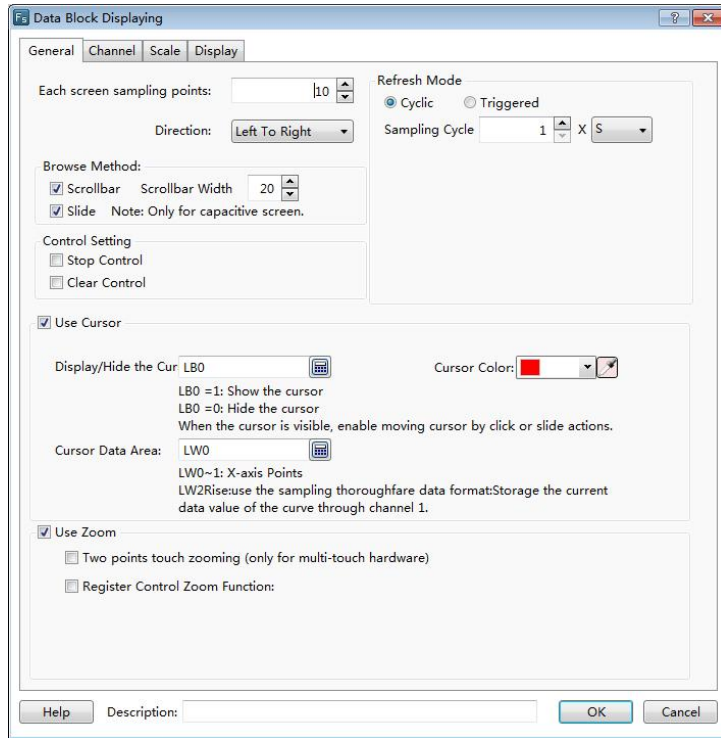 Fs Data Block Displaying
General Channel Scale Display
Each screen sampling points: 10
Direction: Left To Right
Browse Method:
Scrollbar Scrollbar Width 20
Slide Note: Only for capacitive screen.
Control Setting
Stop Control
Clear Control
Refresh Mode
Cyclic Triggered
Sampling Cycle 1 X S
Use Cursor
Display/Hide the Cur LB0 Cursor Color:
LB0 =1: Show the cursor
LB0 =0: Hide the cursor
When the cursor is visible, enable moving cursor by click or slide actions.
Cursor Data Area: LW0
LW0~1: X-axis Points
LW2Rise:use the sampling thoroughfare data format:Storage the current
data value of the curve through channel 1.
Use Zoom
Two points touch zooming (only for multi-touch hardware)
Register Control Zoom Function:
Help Description: OK Cancel